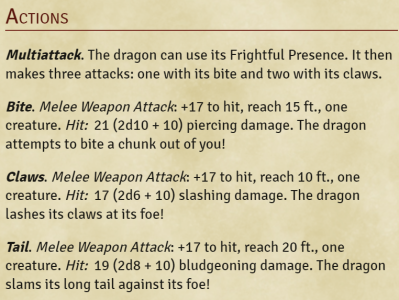 Actions
Multiattack. The dragon can use its Frightful Presence. It then
makes three attacks: one with its bite and two with its claws.
Bite. Melee Weapon Attack: +17 to hit, reach 15 ft., one
creature. Hit: 21 (2d10 + 10) piercing damage. The dragon
attempts to bite a chunk out of you!
Claws. Melee Weapon Attack: +17 to hit, reach 10 ft., one
creature. Hit: 17 (2d6 + 10) slashing damage. The dragon
lashes its claws at its foe!
Tail. Melee Weapon Attack: +17 to hit, reach 20 ft., one
creature. Hit: 19 (2d8 + 10) bludgeoning damage. The dragon
slams its long tail against its foe!